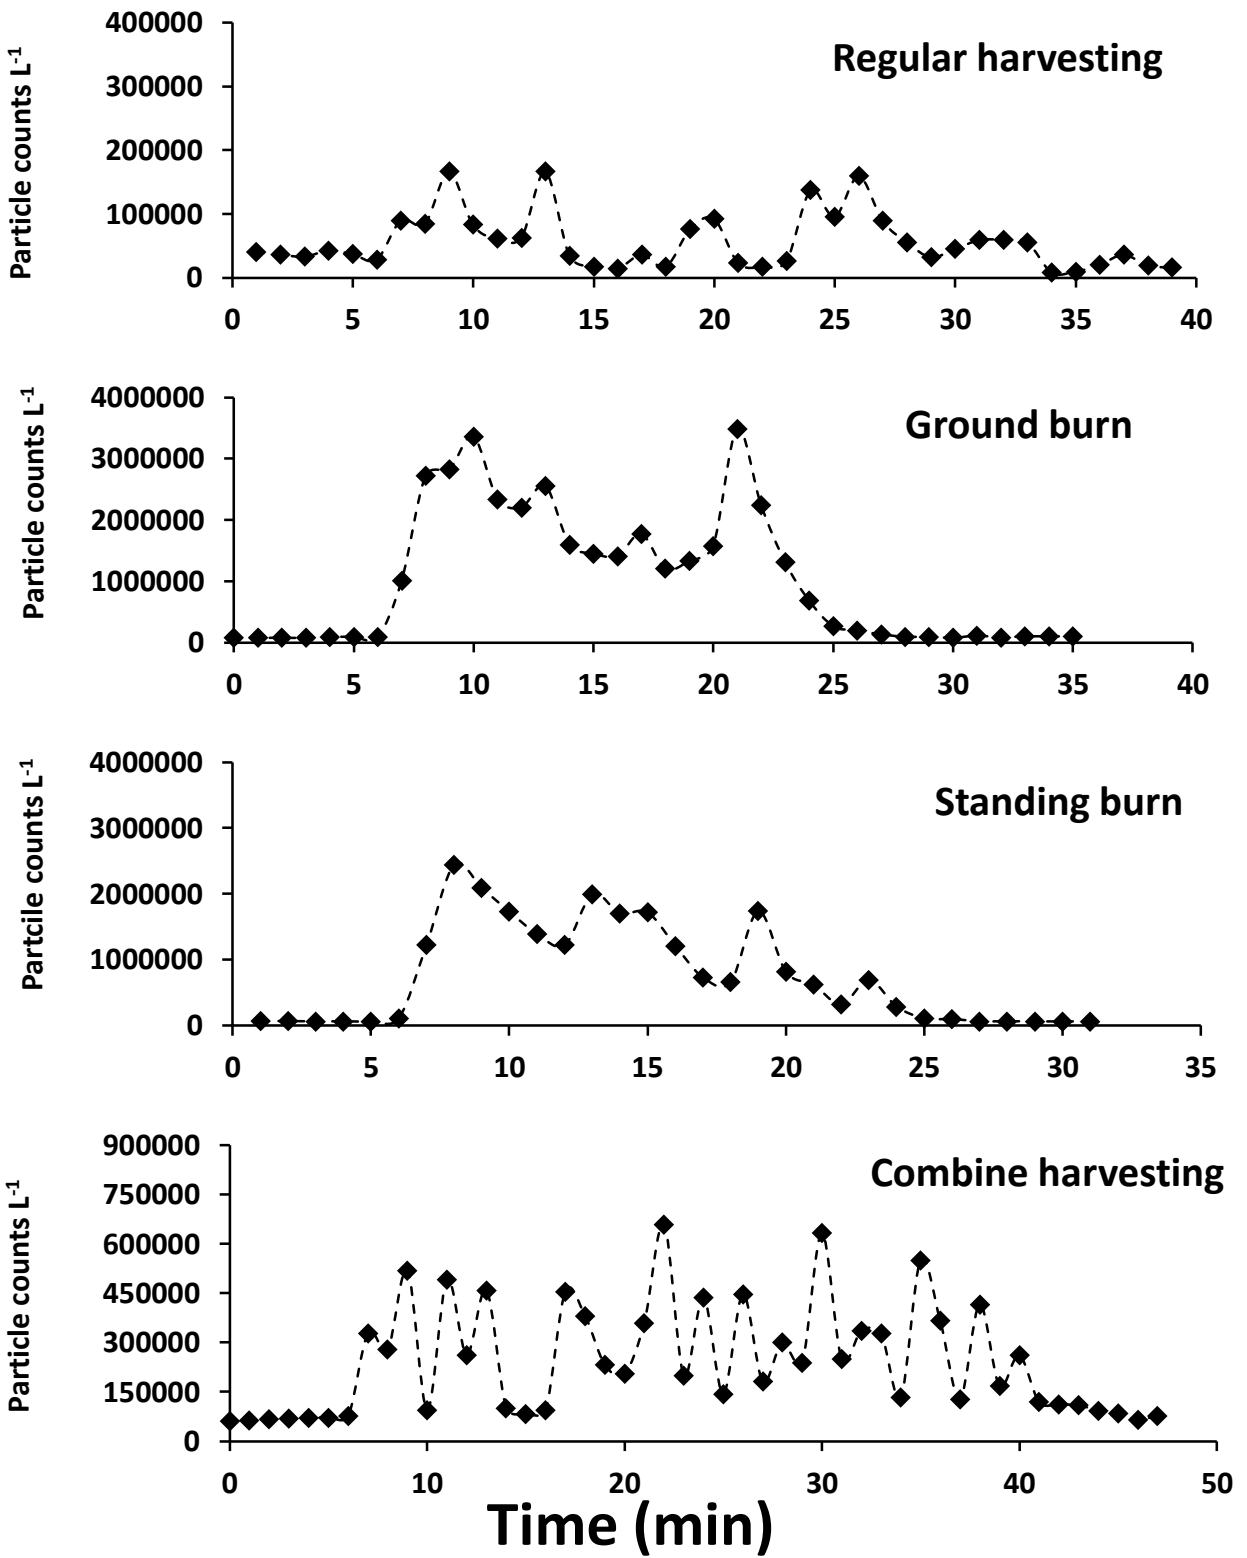 Regular harvesting
Particle counts L⁻¹
400000
300000
200000
100000
0
0 5 10 15 20 25 30 35 40
Ground burn
Particle counts L⁻¹
4000000
3000000
2000000
1000000
0
0 5 10 15 20 25 30 35 40
Standing burn
Partcile counts L⁻¹
4000000
3000000
2000000
1000000
0
0 5 10 15 20 25 30 35
Combine harvesting
Particle counts L⁻¹
900000
750000
600000
450000
300000
150000
0
0 10 20 30 40 50
Time (min)